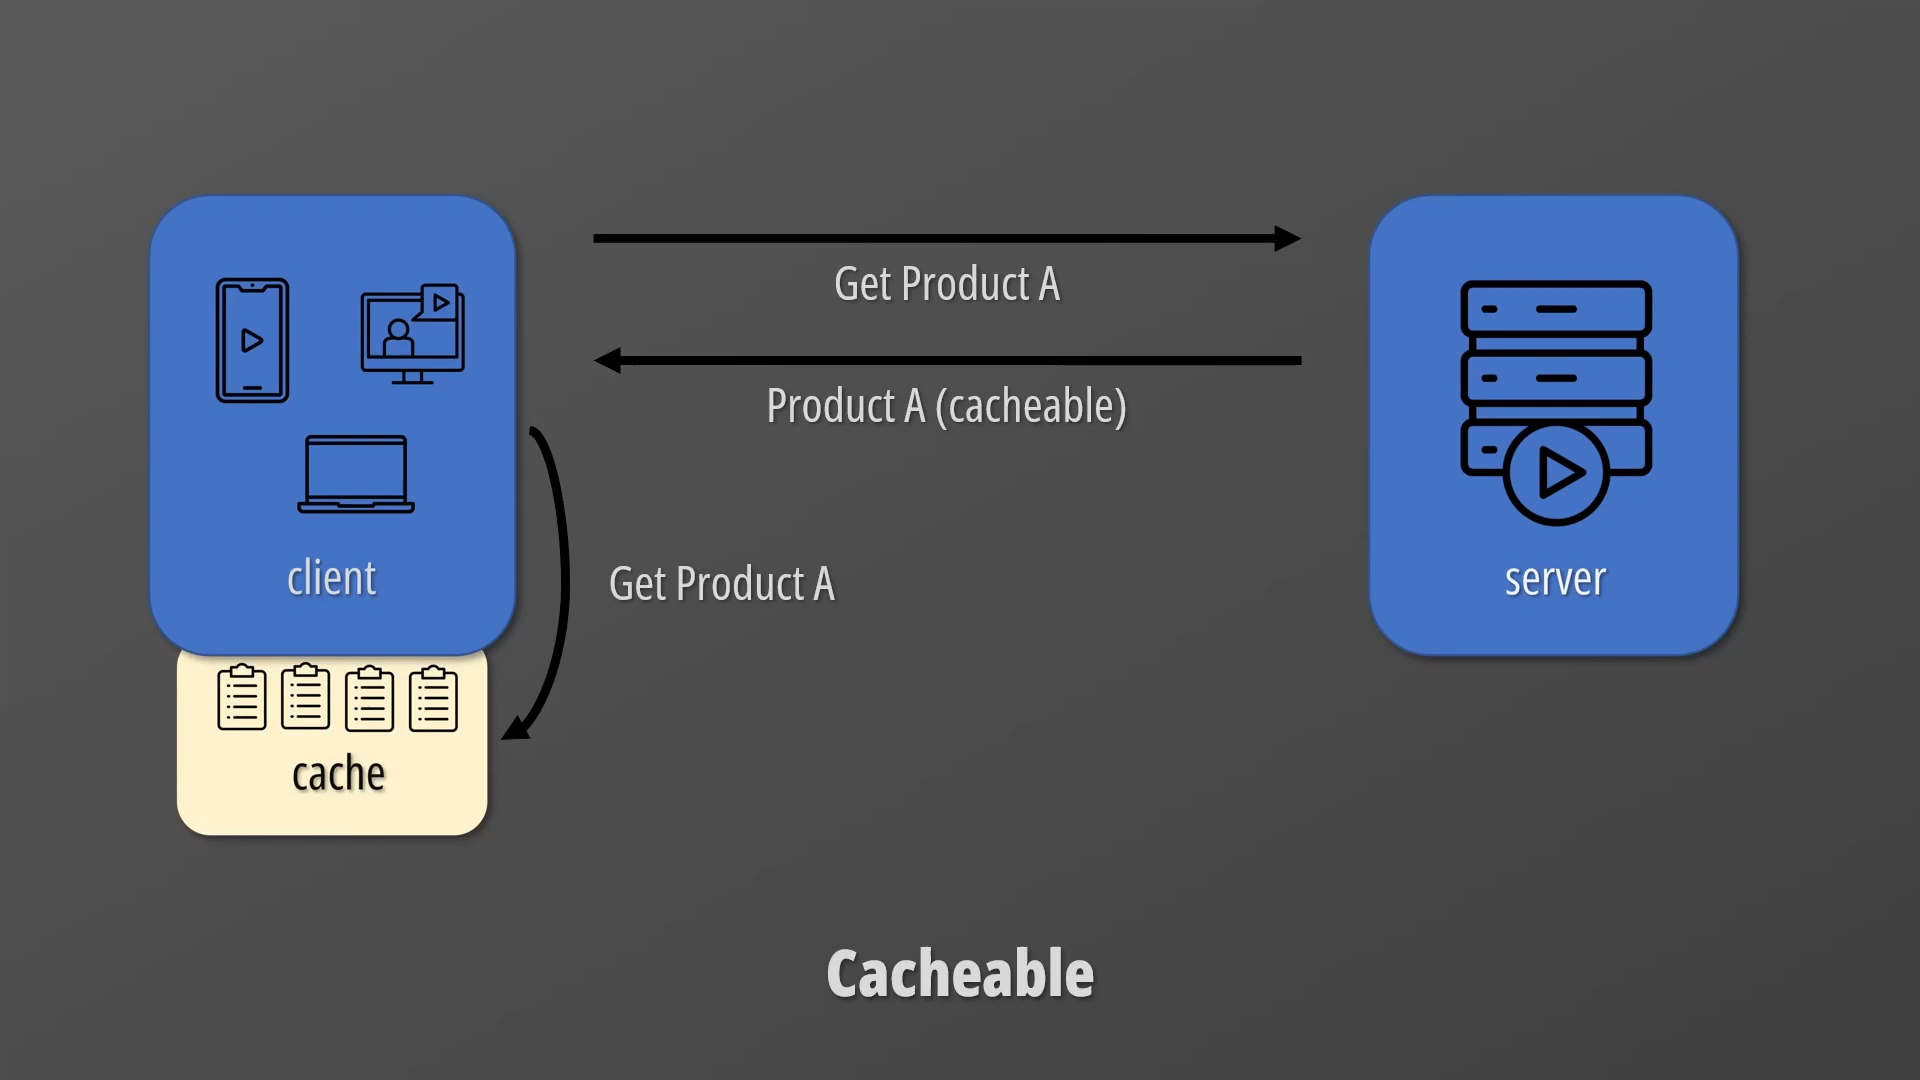 Get Product A
Product A (cacheable)
client
Get Product A
server
cache
Cacheable